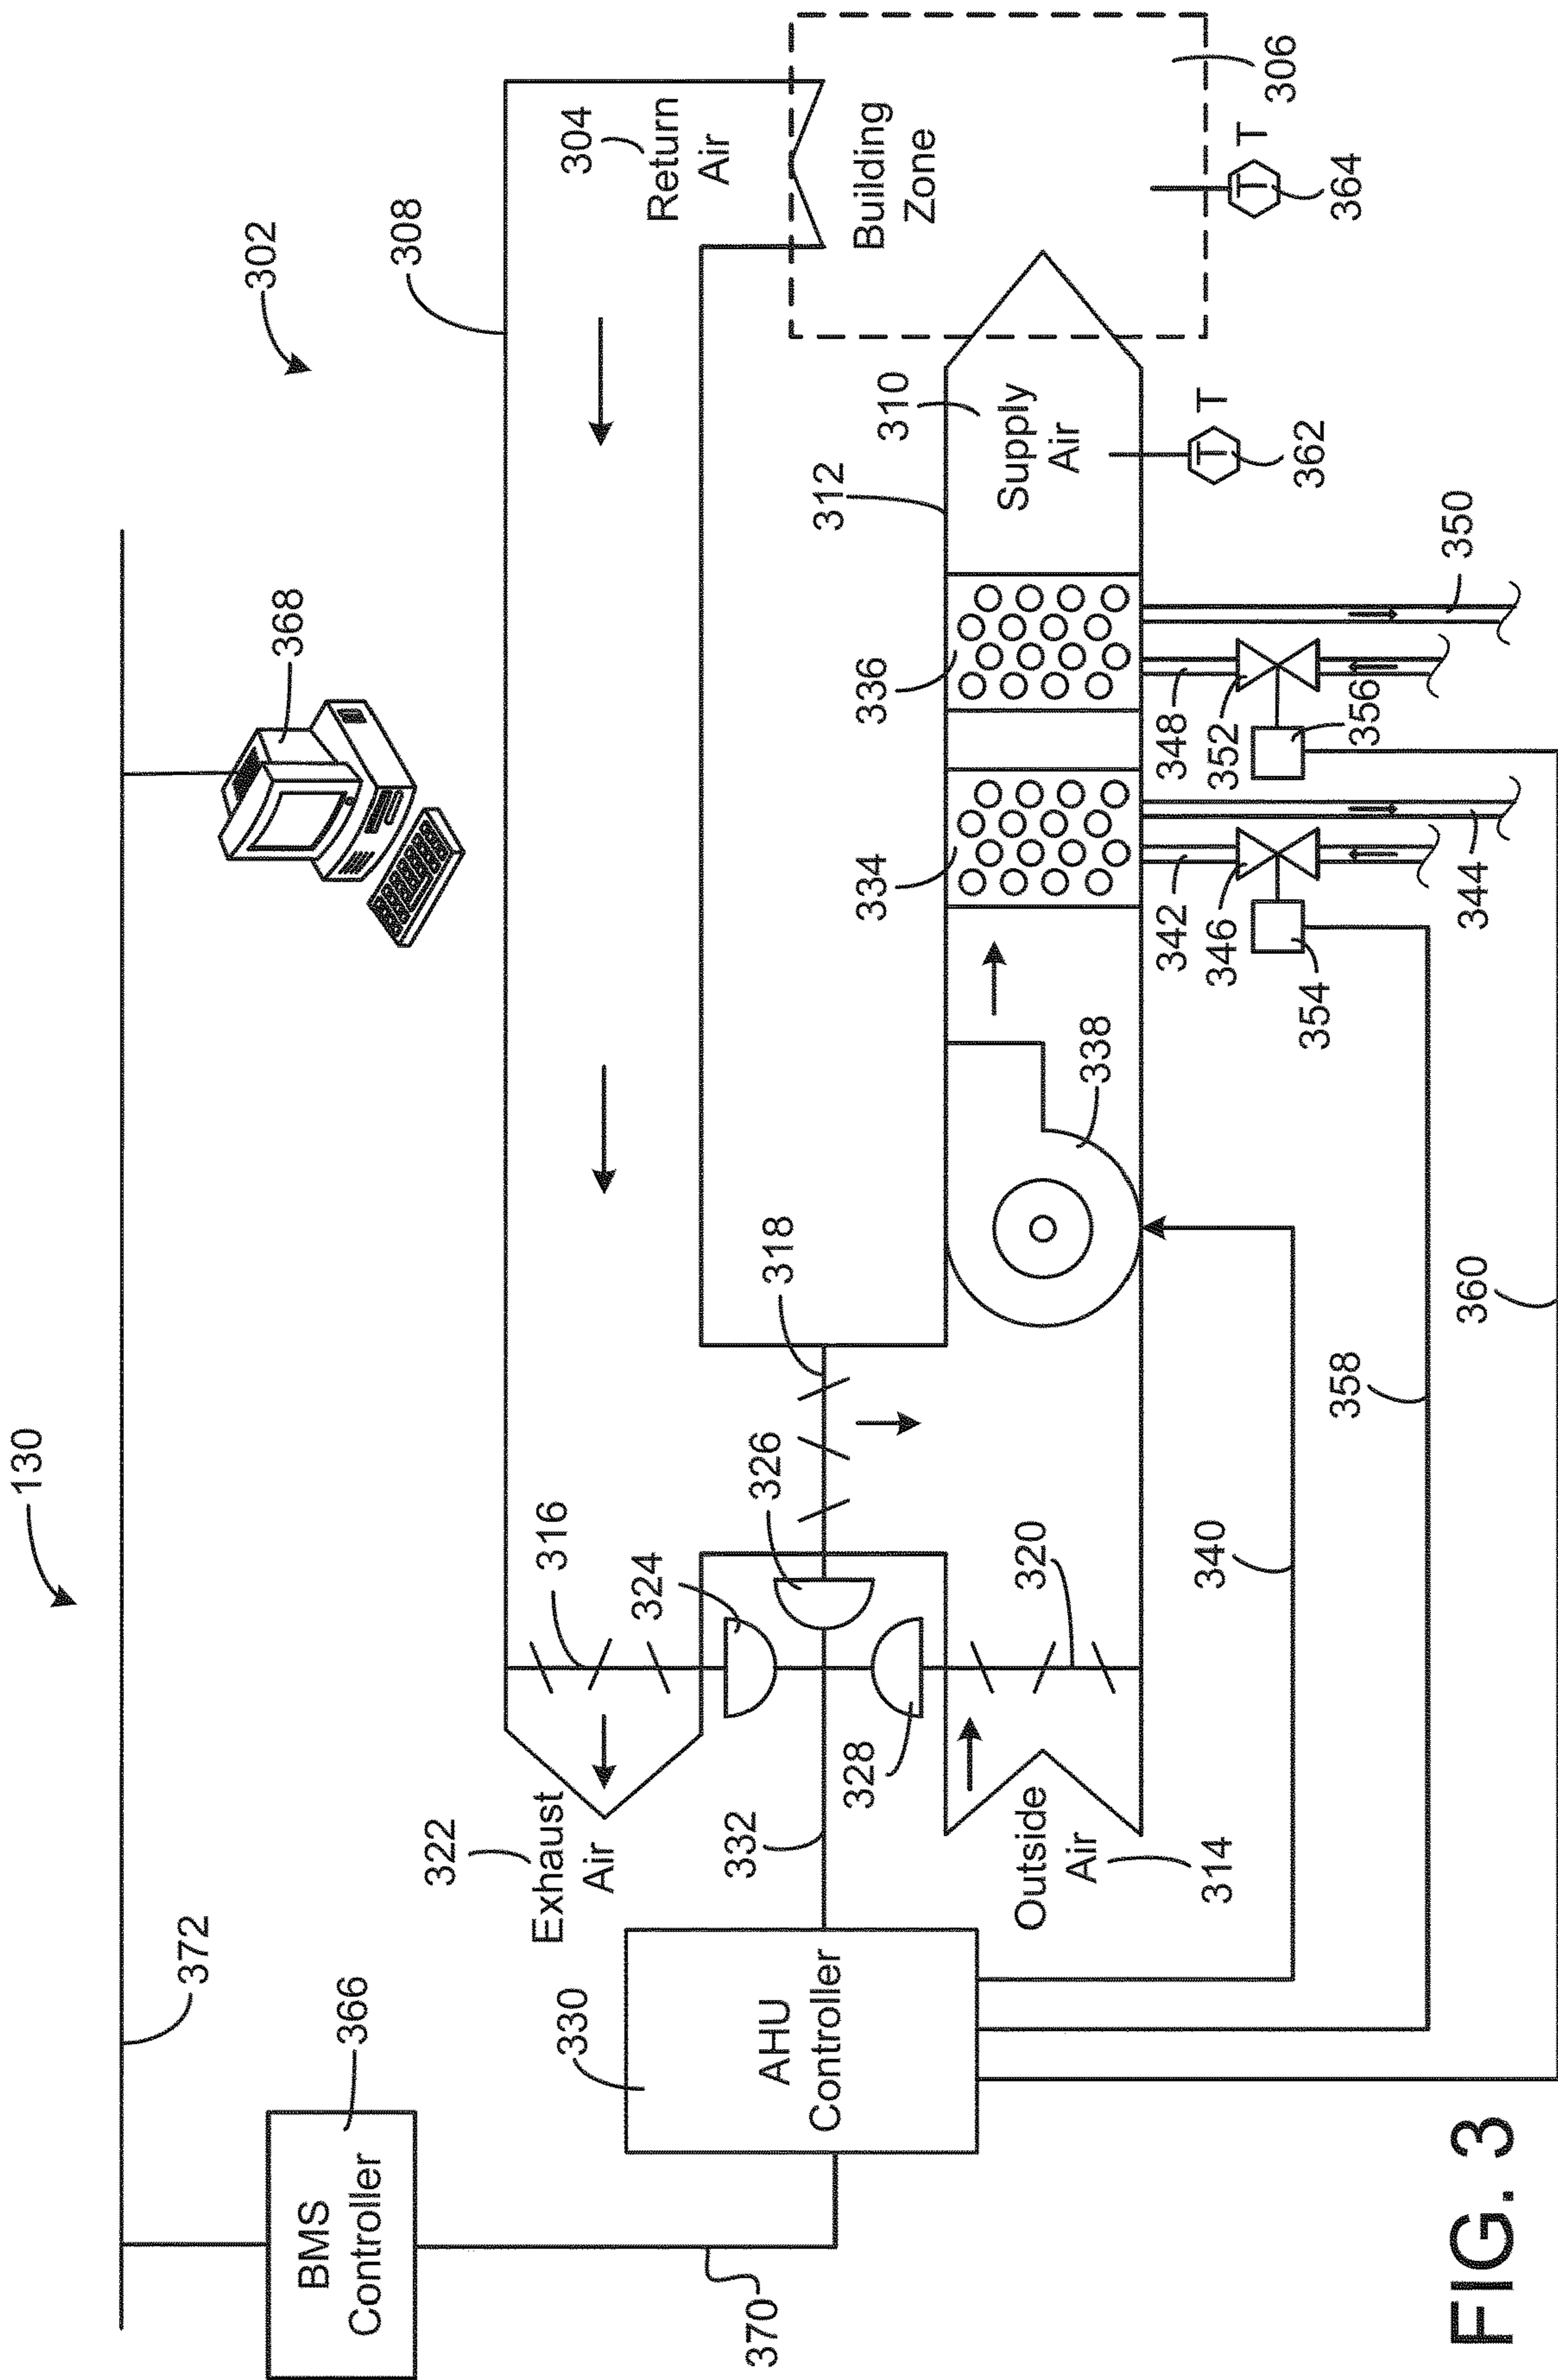 130
372
302
368
BMS
Controller
366
308
322
Exhaust
Air
316
304
Return
Air
330
324
332
370
326
318
AHU
Controller
312
328
334
336
310
Building
Zone
Supply
Air
Outside
Air
320
338
342
348
340
314
346
352
T
T
T
T
306
354
362
364
358
356
350
360
344
FIG. 3